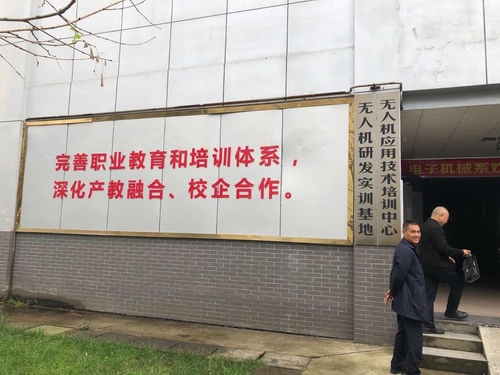 完善职业教育和培训体系，
深化产教融合、校企合作。
无人机研发实训基地
无人机应用技术培训中心
电子机械系欢